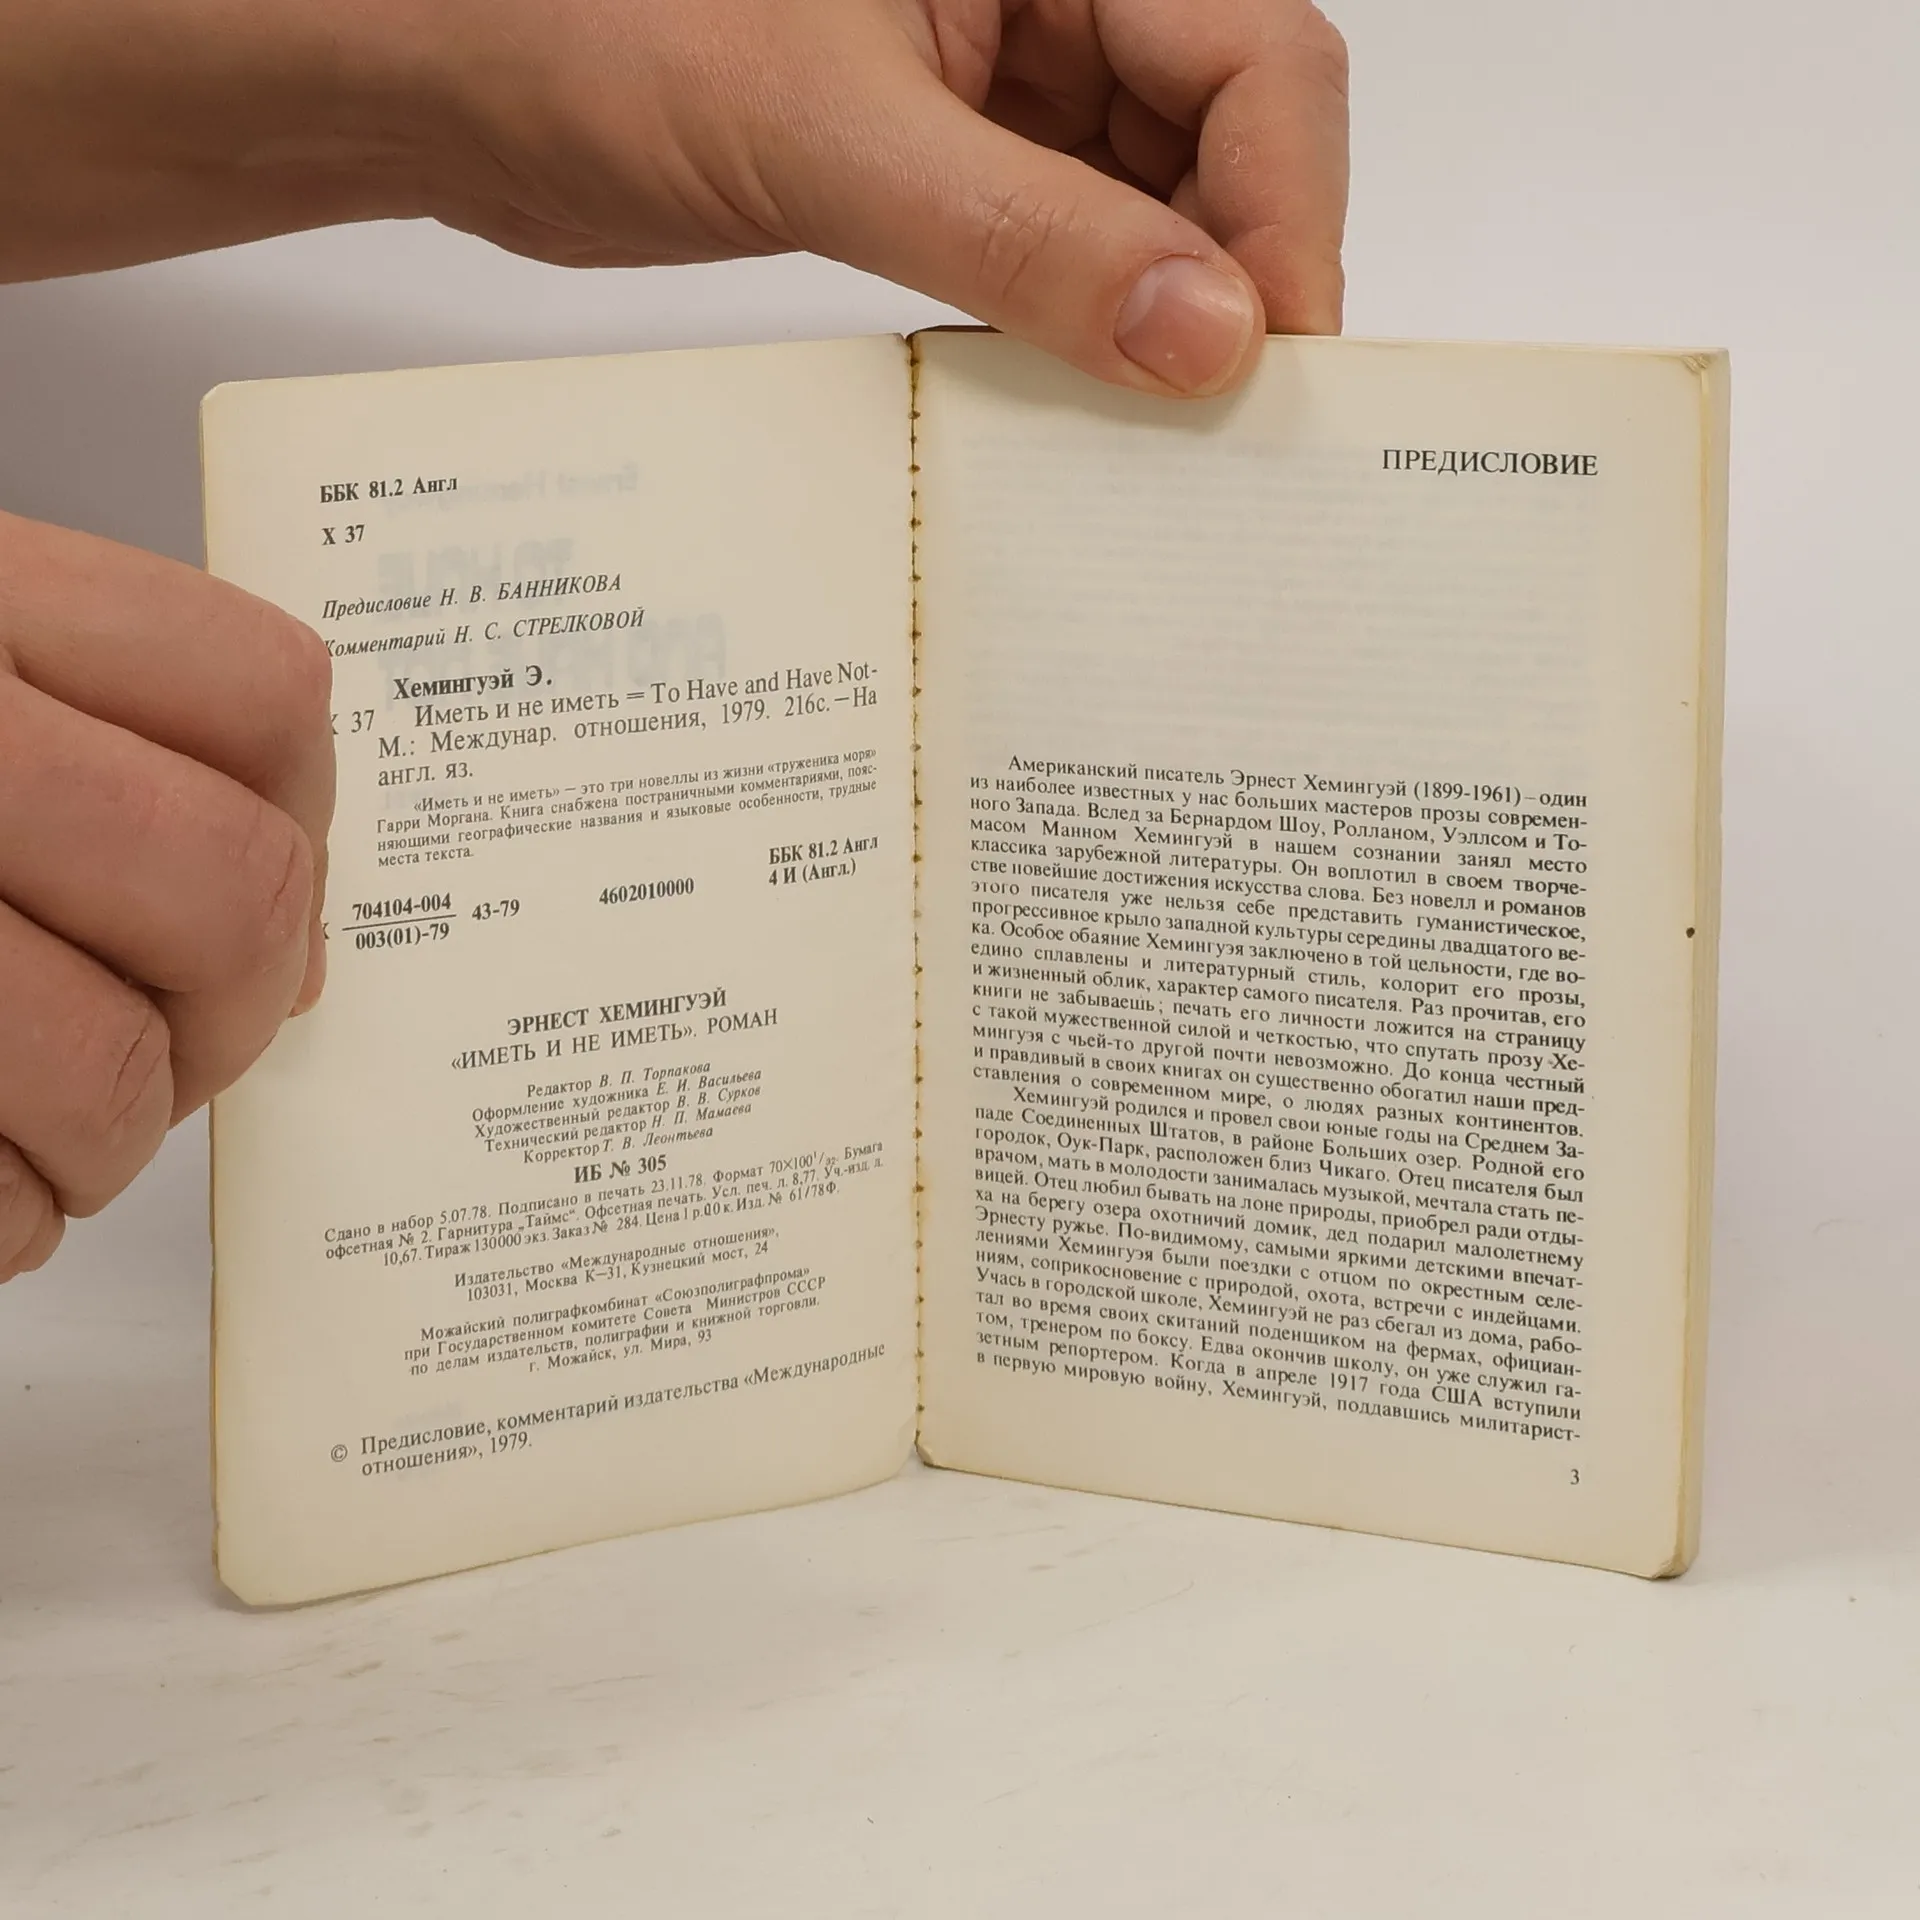 ББК 81.2 Англ
Х 37
Предисловие Н. В. БАННИКОВА
Комментарий Н. С. СТРЕЛКОВОЙ
Хемингуэй Э.
Х 37 Иметь и не иметь = To Have and Have Not-
М.: Междунар. отношения, 1979. 216с. — На
англ. яз.
«Иметь и не иметь» — это три новеллы из жизни «труженика моря»
Гарри Моргана. Книга снабжена постраничными комментариями, пояс-
няющими географические названия и языковые особенности, трудные
места текста.
ББК 81.2 Англ
4 И (Англ.)
704104-004
003(01)-79
43-79
4602010000
ЭРНЕСТ ХЕМИНГУЭЙ
«ИМЕТЬ И НЕ ИМЕТЬ». РОМАН
Редактор В. П. Торпакова
Оформление художника Е. И. Васильева
Художественный редактор В. В. Сурков
Технический редактор Н. П. Мамаева
Корректор Т. В. Леонтьева
ИБ № 305
Сдано в набор 5.07.78. Подписано в печать 23.11.78. Формат 70×100¹/₃₂. Бумага
офсетная № 2. Гарнитура „Таймс“. Офсетная печать. Усл. печ. л. 8,77. Уч.-изд. л.
10,67. Тираж 130000 экз. Заказ № 284. Цена 1 р.00 к. Изд. № 61/78Ф.
Издательство «Международные отношения»,
103031, Москва К—31, Кузнецкий мост, 24
Можайский полиграфкомбинат «Союзполиграфпрома»
при Государственном комитете Совета Министров СССР
по делам издательств, полиграфии и книжной торговли.
г. Можайск, ул. Мира, 93
© Предисловие, комментарий издательства «Международные
отношения», 1979.
ПРЕДИСЛОВИЕ
Американский писатель Эрнест Хемингуэй (1899-1961) – один
из наиболее известных у нас больших мастеров прозы современ-
ного Запада. Вслед за Бернардом Шоу, Ролланом, Уэллсом и То-
масом Манном Хемингуэй в нашем сознании занял место
классика зарубежной литературы. Он воплотил в своем творче-
стве новейшие достижения искусства слова. Без новелл и романов
этого писателя уже нельзя себе представить гуманистическое,
прогрессивное крыло западной культуры середины двадцатого ве-
ка. Особое обаяние Хемингуэя заключено в той цельности, где во-
едино сплавлены и литературный стиль, колорит его прозы,
и жизненный облик, характер самого писателя. Раз прочитав, его
книги не забываешь; печать его личности ложится на страницу
с такой мужественной силой и четкостью, что спутать прозу Хе-
мингуэя с чьей-то другой почти невозможно. До конца честный
и правдивый в своих книгах он существенно обогатил наши пред-
ставления о современном мире, о людях разных континентов.
Хемингуэй родился и провел свои юные годы на Среднем За-
паде Соединенных Штатов, в районе Больших озер. Родной его
городок, Оук-Парк, расположен близ Чикаго. Отец писателя был
врачом, мать в молодости занималась музыкой, мечтала стать пе-
вицей. Отец любил бывать на лоне природы, приобрел ради отды-
ха на берегу озера охотничий домик, дед подарил малолетнему
Эрнесту ружье. По-видимому, самыми яркими детскими впечат-
лениями Хемингуэя были поездки с отцом по окрестным селе-
ниям, соприкосновение с природой, охота, встречи с индейцами.
Учась в городской школе, Хемингуэй не раз сбегал из дома, рабо-
тал во время своих скитаний поденщиком на фермах, официан-
том, тренером по боксу. Едва окончив школу, он уже служил га-
зетным репортером. Когда в апреле 1917 года США вступили
в первую мировую войну, Хемингуэй, поддавшись милитарист-
3